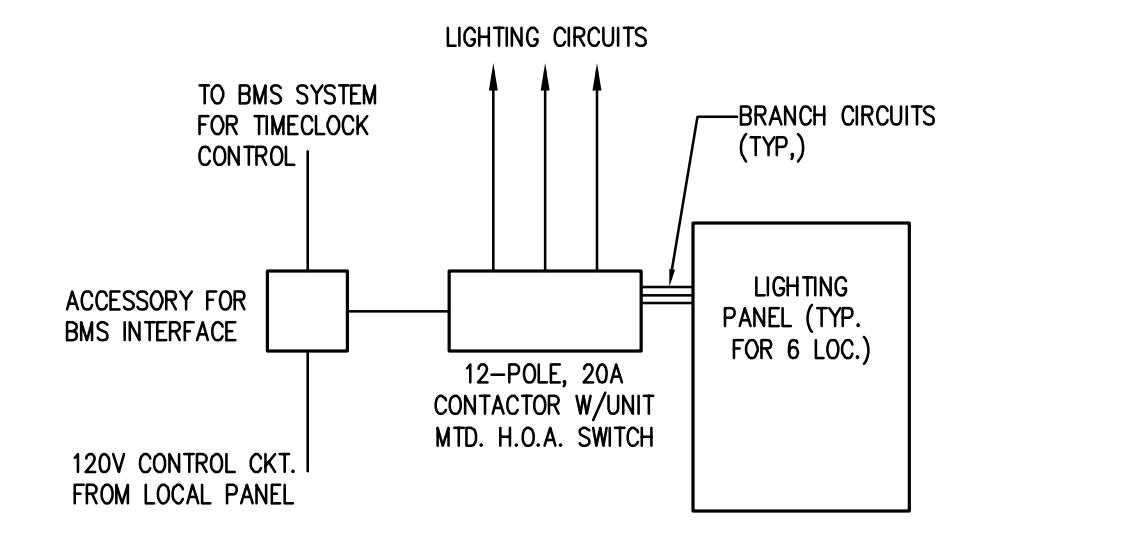 LIGHTING CIRCUITS
TO BMS SYSTEM
FOR TIMECLOCK
CONTROL
BRANCH CIRCUITS
(TYP,)
ACCESSORY FOR
BMS INTERFACE
LIGHTING
PANEL (TYP.
FOR 6 LOC.)
12-POLE, 20A
CONTACTOR W/UNIT
MTD. H.O.A. SWITCH
120V CONTROL CKT.
FROM LOCAL PANEL